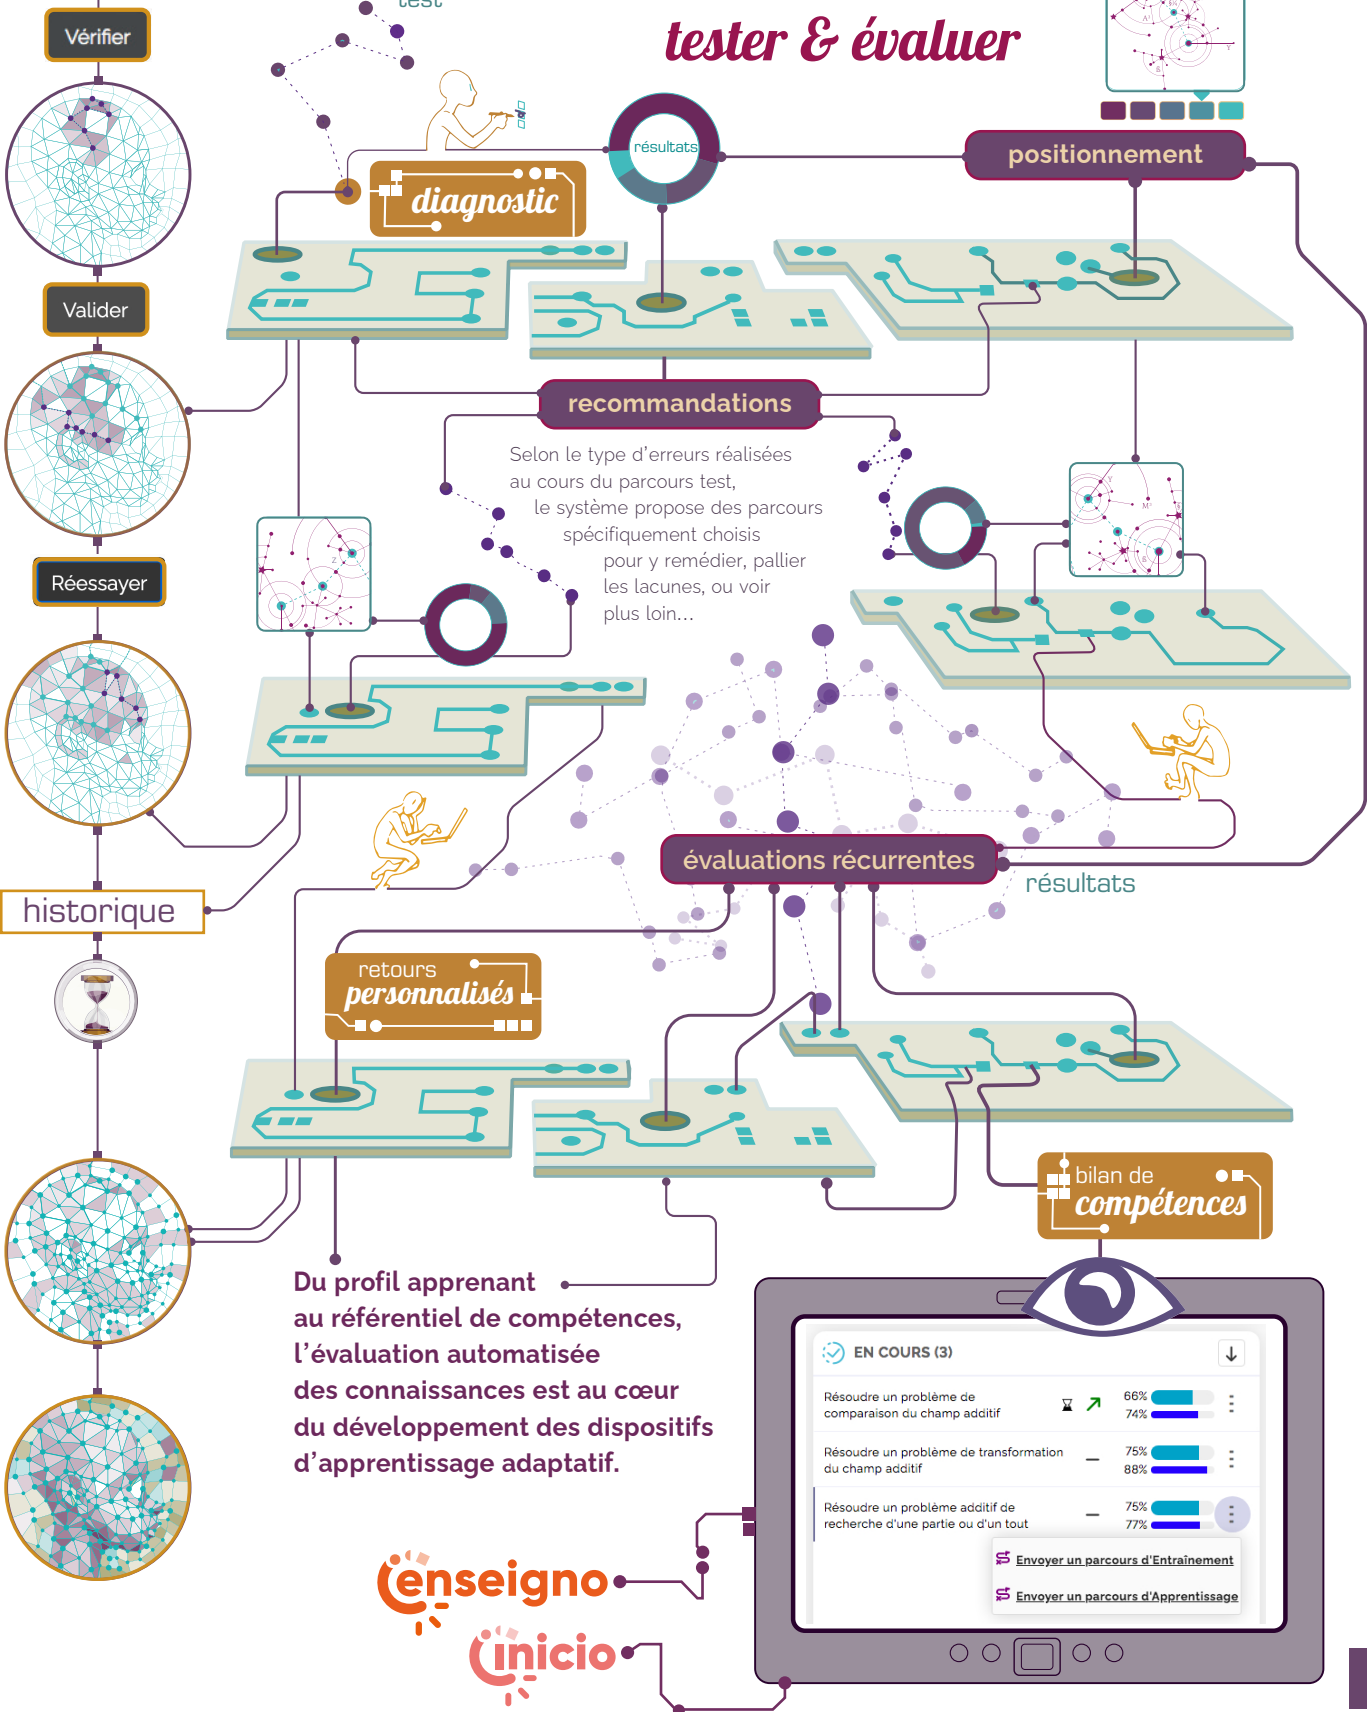 test
tester & évaluer
Vérifier
résultats
positionnement
diagnostic
Valider
recommandations
Selon le type d'erreurs réalisées
au cours du parcours test,
le système propose des parcours
spécifiquement choisis
pour y remédier, pallier
les lacunes, ou voir
plus loin...
Réessayer
évaluations récurrentes
résultats
historique
retours
personnalisés
bilan de
compétences
Du profil apprenant
au référentiel de compétences,
l'évaluation automatisée
des connaissances est au cœur
du développement des dispositifs
d'apprentissage adaptatif.
EN COURS (3)
Résoudre un problème de
comparaison du champ additif
66%
74%
Résoudre un problème de transformation
du champ additif
75%
88%
Résoudre un problème additif de
recherche d'une partie ou d'un tout
75%
77%
Envoyer un parcours d'Entraînement
Envoyer un parcours d'Apprentissage
enseigno
inicio